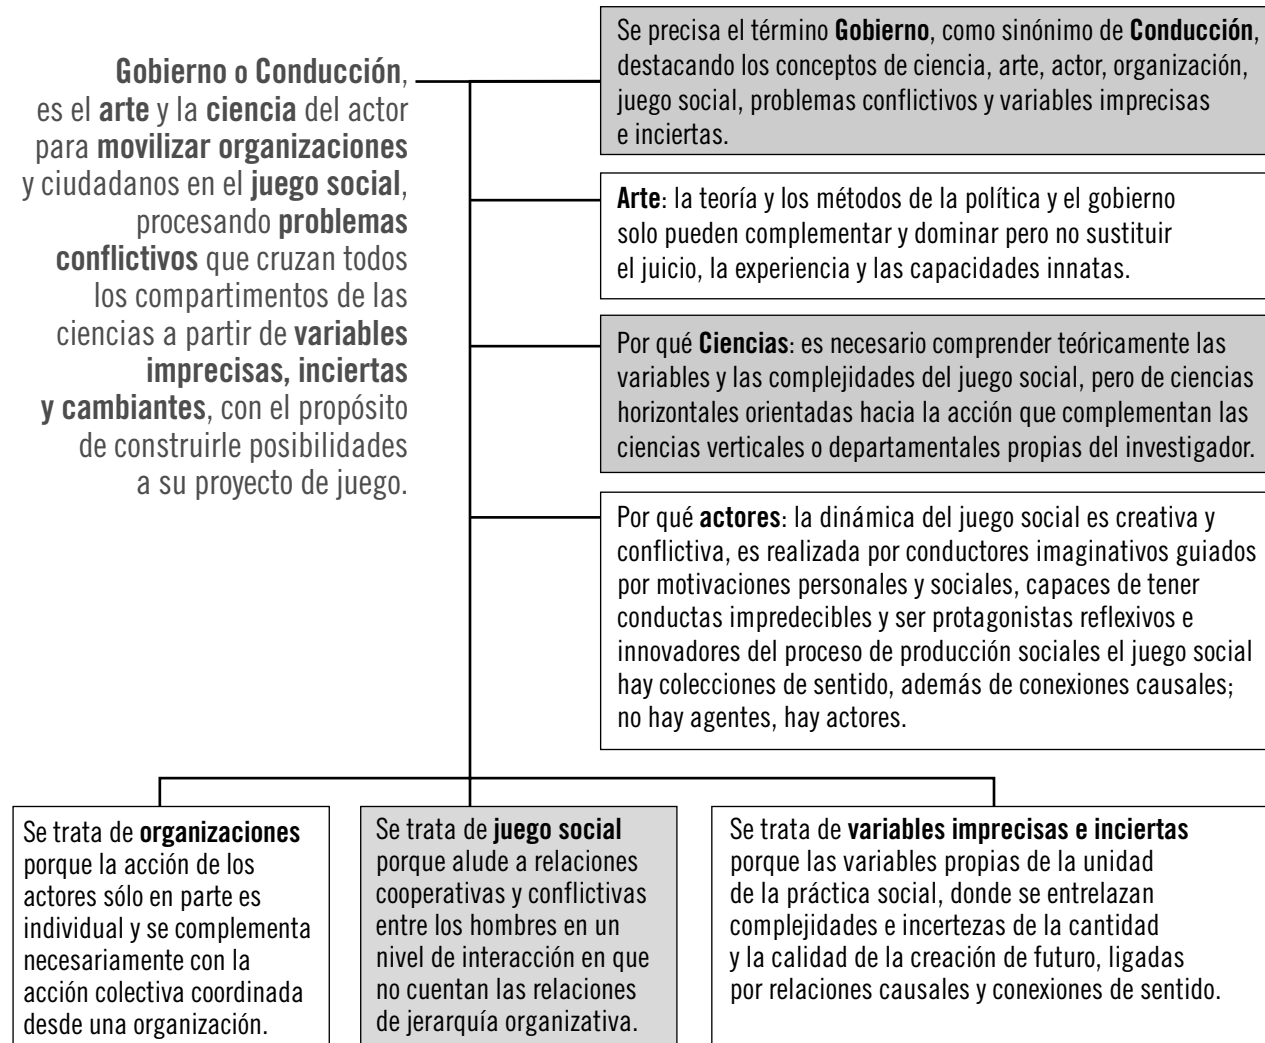 Gobierno o Conducción,
es el arte y la ciencia del actor
para movilizar organizaciones
y ciudadanos en el juego social,
procesando problemas
conflictivos que cruzan todos
los compartimentos de las
ciencias a partir de variables
imprecisas, inciertas
y cambiantes, con el propósito
de construirle posibilidades
a su proyecto de juego.
Se precisa el término Gobierno, como sinónimo de Conducción,
destacando los conceptos de ciencia, arte, actor, organización,
juego social, problemas conflictivos y variables imprecisas
e inciertas.
Arte: la teoría y los métodos de la política y el gobierno
solo pueden complementar y dominar pero no sustituir
el juicio, la experiencia y las capacidades innatas.
Por qué Ciencias: es necesario comprender teóricamente las
variables y las complejidades del juego social, pero de ciencias
horizontales orientadas hacia la acción que complementan las
ciencias verticales o departamentales propias del investigador.
Por qué actores: la dinámica del juego social es creativa y
conflictiva, es realizada por conductores imaginativos guiados
por motivaciones personales y sociales, capaces de tener
conductas impredecibles y ser protagonistas reflexivos e
innovadores del proceso de producción sociales el juego social
hay colecciones de sentido, además de conexiones causales;
no hay agentes, hay actores.
Se trata de organizaciones
porque la acción de los
actores sólo en parte es
individual y se complementa
necesariamente con la
acción colectiva coordinada
desde una organización.
Se trata de juego social
porque alude a relaciones
cooperativas y conflictivas
entre los hombres en un
nivel de interacción en que
no cuentan las relaciones
de jerarquía organizativa.
Se trata de variables imprecisas e inciertas
porque las variables propias de la unidad
de la práctica social, donde se entrelazan
complejidades e incertezas de la cantidad
y la calidad de la creación de futuro, ligadas
por relaciones causales y conexiones de sentido.